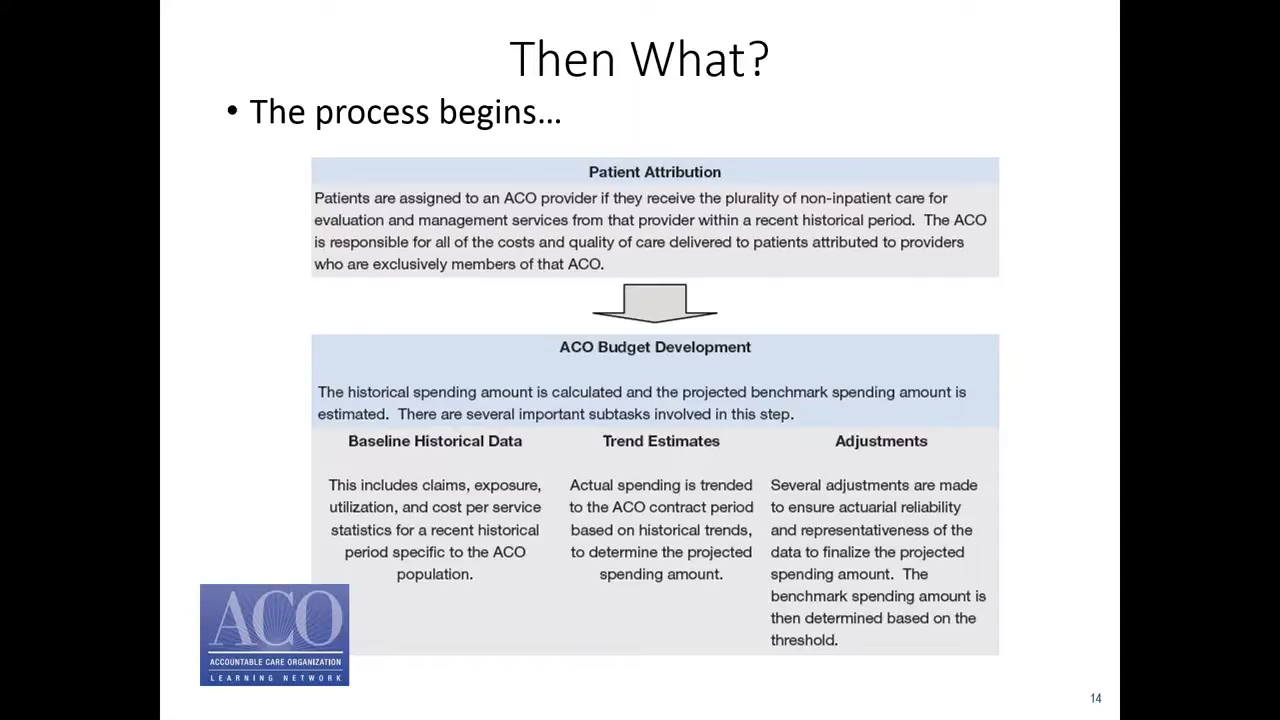 Then What?
• The process begins…
Patient Attribution
Patients are assigned to an ACO provider if they receive the plurality of non-inpatient care for
evaluation and management services from that provider within a recent historical period. The ACO
is responsible for all of the costs and quality of care delivered to patients attributed to providers
who are exclusively members of that ACO.
ACO Budget Development
The historical spending amount is calculated and the projected benchmark spending amount is
estimated. There are several important subtasks involved in this step.
Baseline Historical Data
This includes claims, exposure,
utilization, and cost per service
statistics for a recent historical
period specific to the ACO
population.
Trend Estimates
Actual spending is trended
to the ACO contract period
based on historical trends,
to determine the projected
spending amount.
Adjustments
Several adjustments are made
to ensure actuarial reliability
and representativeness of the
data to finalize the projected
spending amount. The
benchmark spending amount is
then determined based on the
threshold.
ACO
ACCOUNTABLE CARE ORGANIZATION
LEARNING NETWORK
14